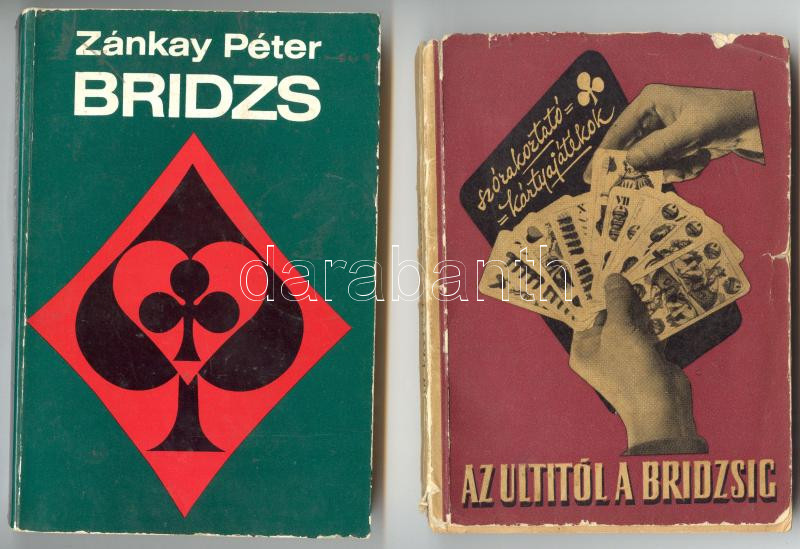 Zánkay Péter
BRIDZS
szórakoztató=
=kártyajátékok
AZ ULTITÓL A BRIDZSIG
darabanth